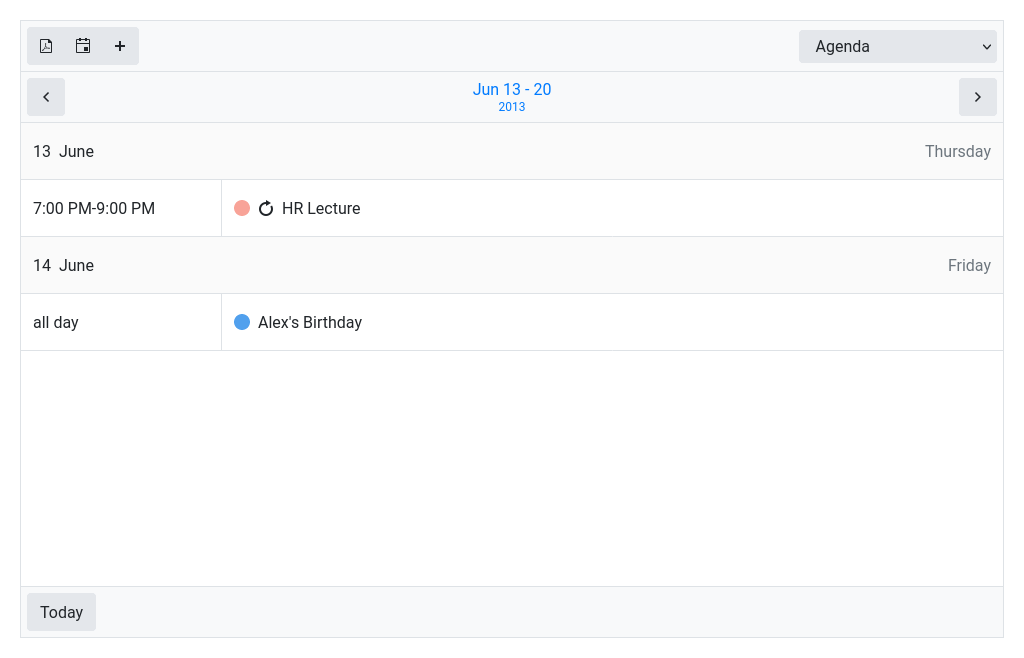 Agenda
Jun 13 - 20
2013
13 June Thursday
7:00 PM-9:00 PM HR Lecture
14 June Friday
all day Alex's Birthday
Today